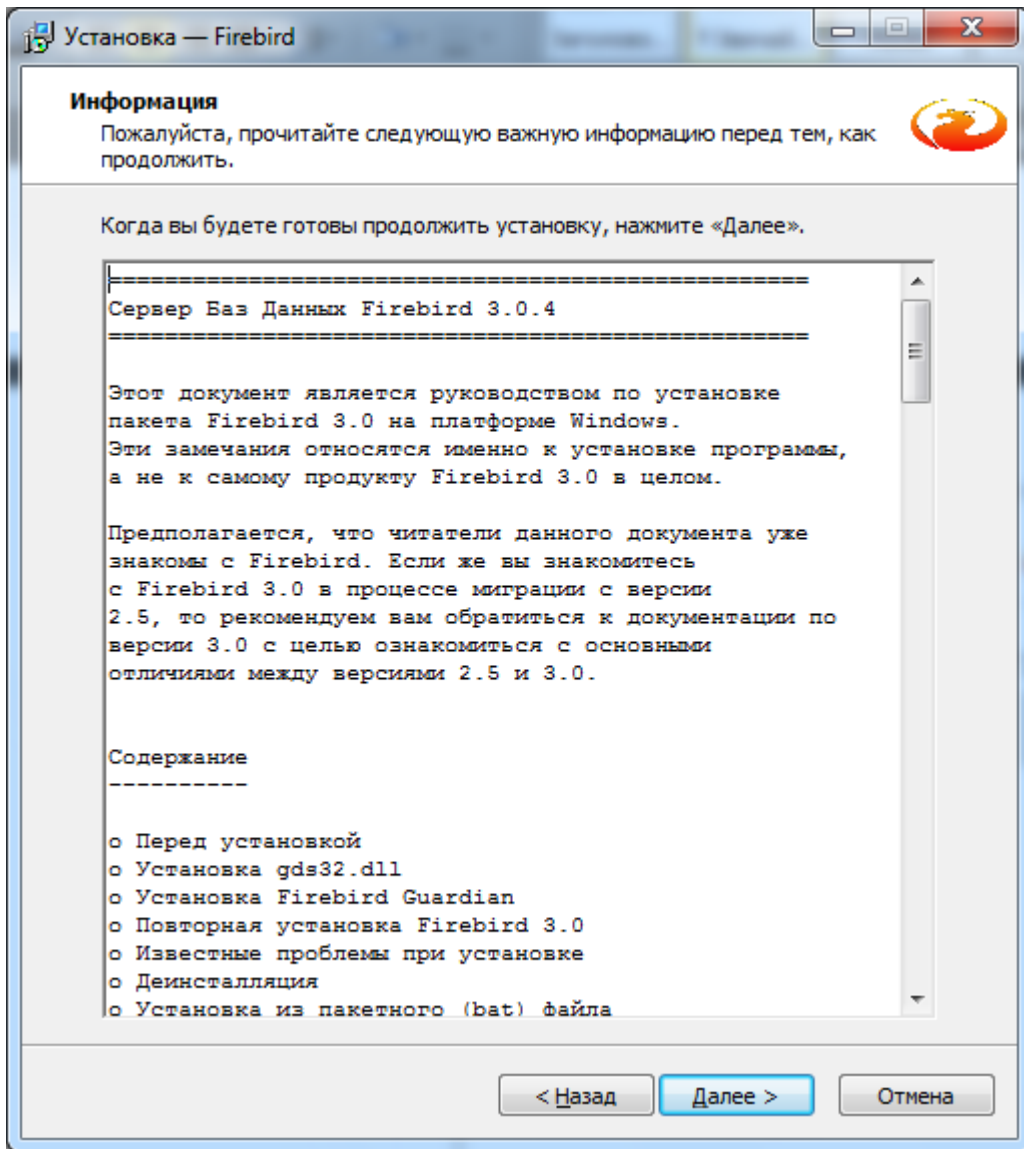 Установка — Firebird
Информация
Пожалуйста, прочитайте следующую важную информацию перед тем, как
продолжить.
Когда вы будете готовы продолжить установку, нажмите «Далее».
==================================================
Сервер Баз Данных Firebird 3.0.4
==================================================
Этот документ является руководством по установке
пакета Firebird 3.0 на платформе Windows.
Эти замечания относятся именно к установке программы,
а не к самому продукту Firebird 3.0 в целом.
Предполагается, что читатели данного документа уже
знакомы с Firebird. Если же вы знакомитесь
с Firebird 3.0 в процессе миграции с версии
2.5, то рекомендуем вам обратиться к документации по
версии 3.0 с целью ознакомиться с основными
отличиями между версиями 2.5 и 3.0.
Содержание
----------
o Перед установкой
o Установка gds32.dll
o Установка Firebird Guardian
o Повторная установка Firebird 3.0
o Известные проблемы при установке
o Деинсталляция
o Установка из пакетного (bat) файла
< Назад
Далее >
Отмена